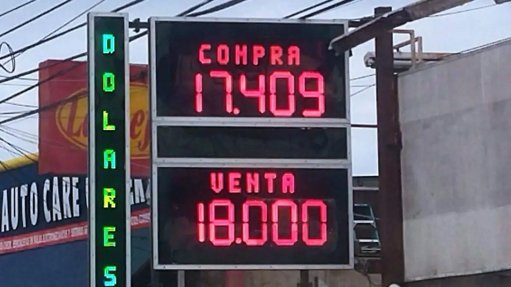 DOLARES
COMPRA
17.409
VENTA
18.000
AUTO CARE